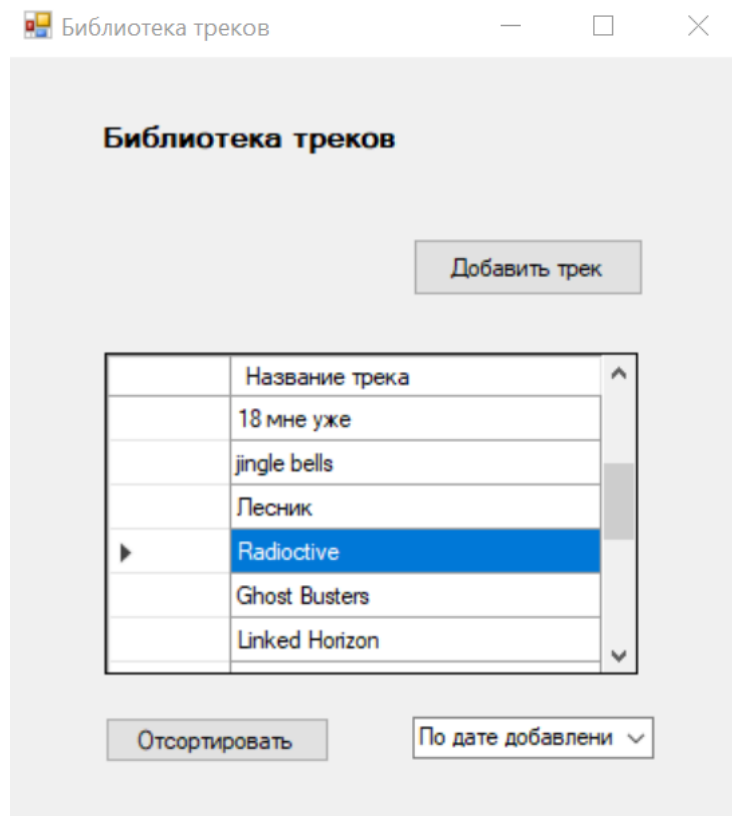 Библиотека треков
Библиотека треков
Добавить трек
Название трека
18 мне уже
jingle bells
Лесник
Radioctive
Ghost Busters
Linked Horizon
Отсортировать
По дате добавлени